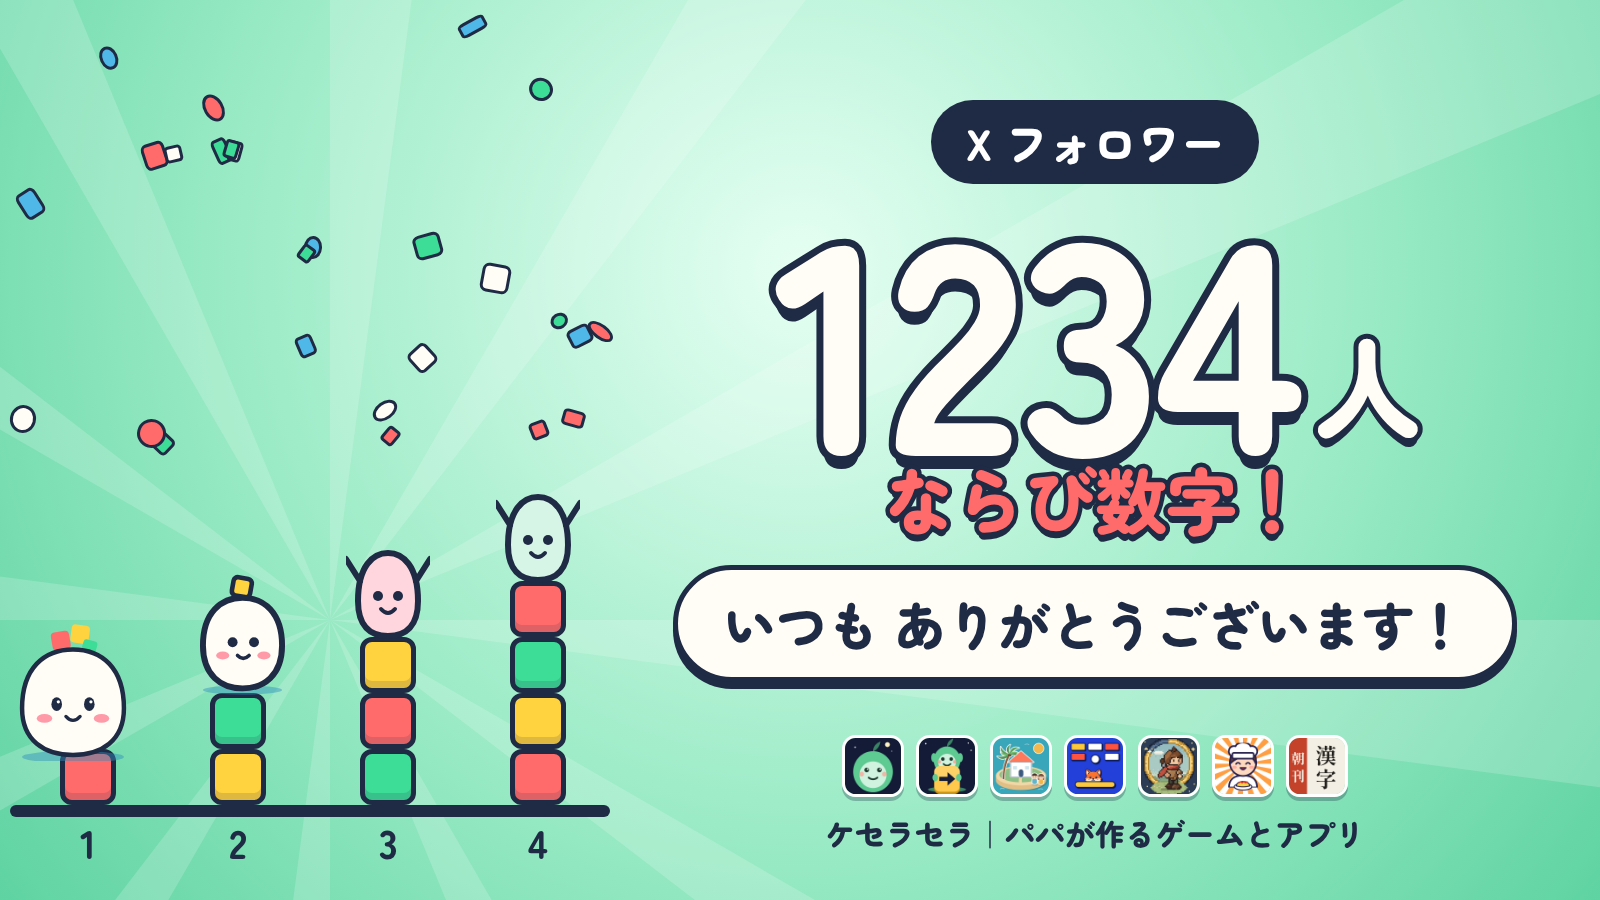 X フォロワー
1234人
ならび数字！
いつも ありがとうございます！
朝刊 漢字
ケセラセラ｜パパが作るゲームとアプリ
1 2 3 4